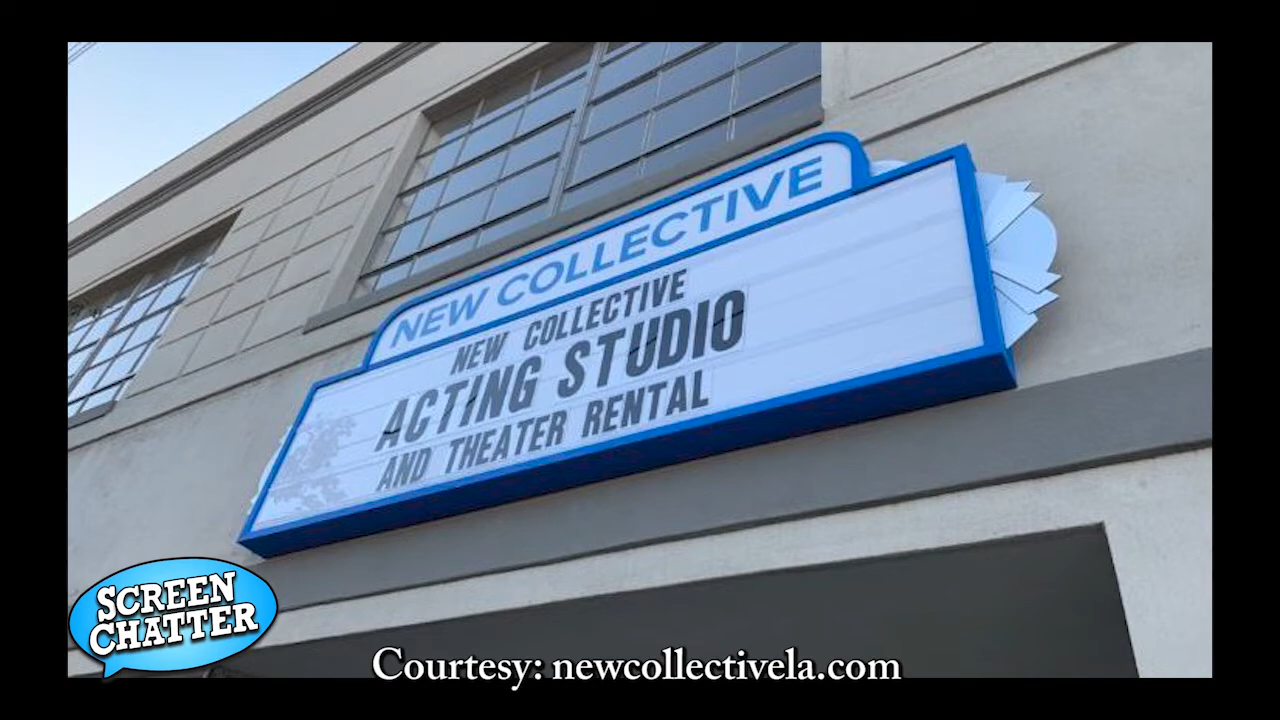 NEW COLLECTIVE
NEW COLLECTIVE
ACTING STUDIO
AND THEATER RENTAL
SCREEN
CHATTER
Courtesy: newcollectivela.com